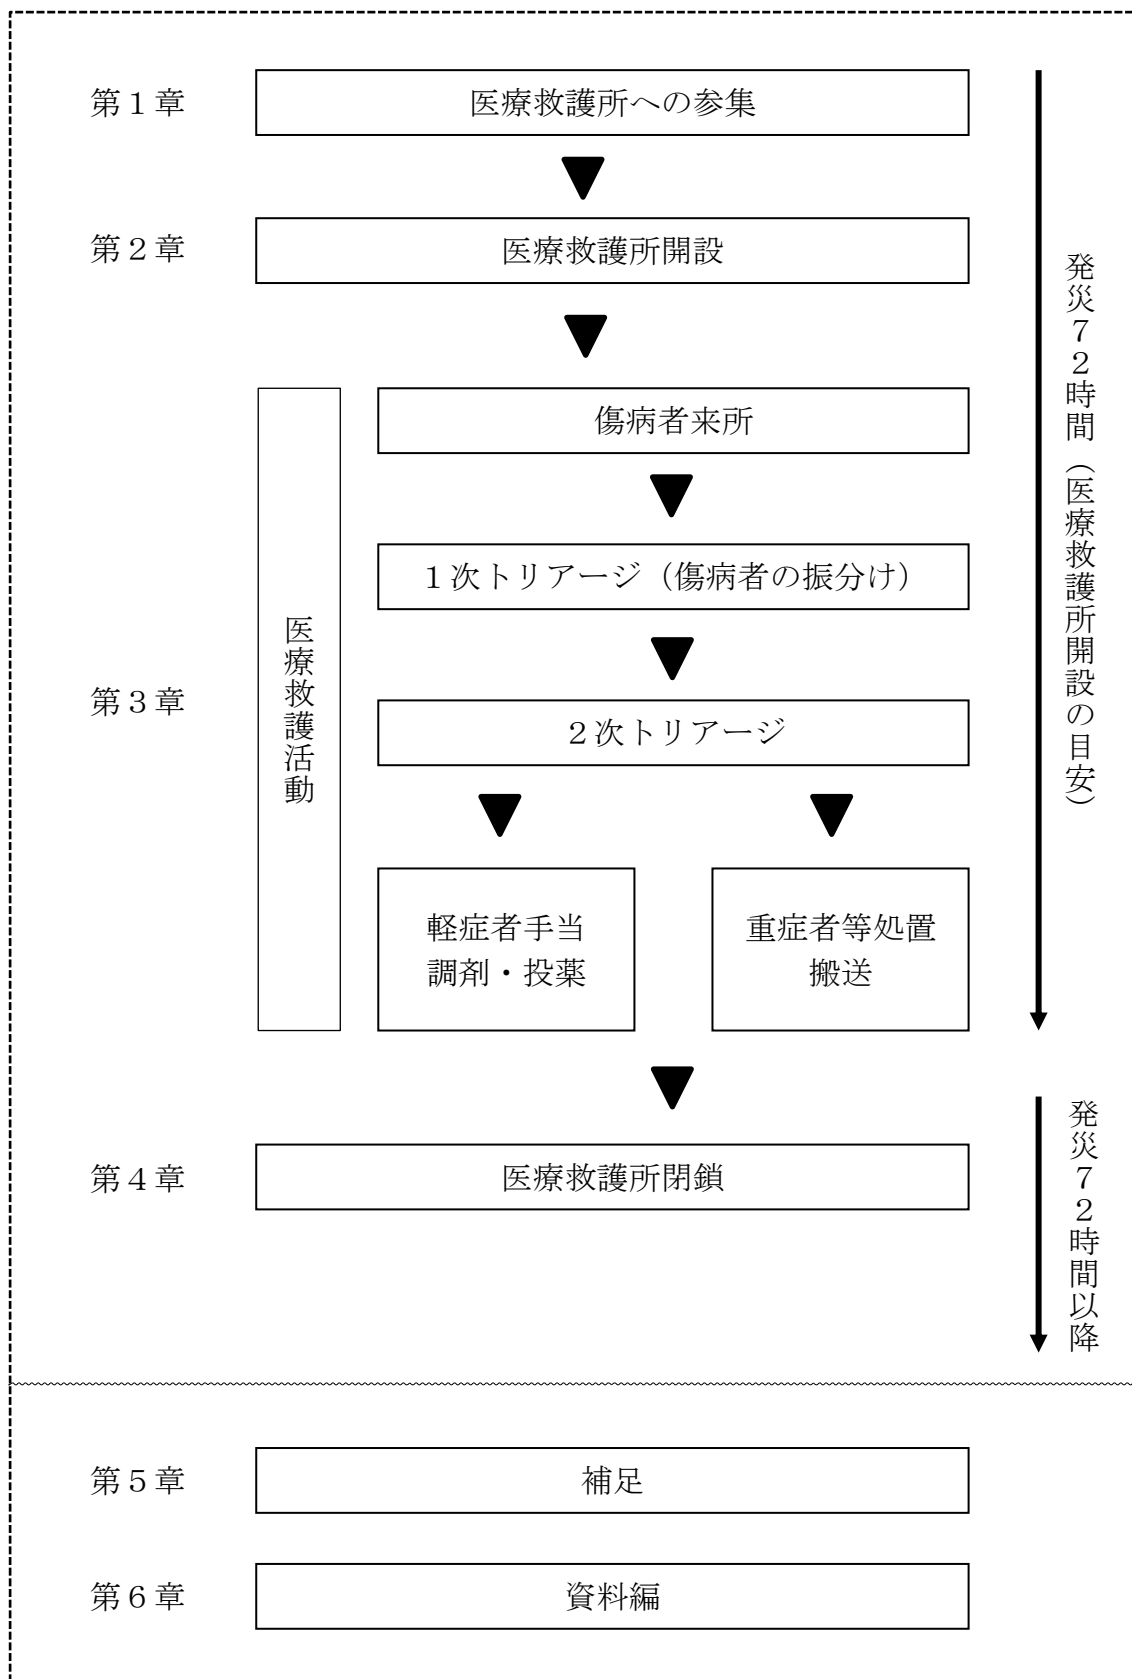 第１章
医療救護所への参集
第２章
医療救護所開設
第３章
医療救護活動
傷病者来所
１次トリアージ（傷病者の振分け）
２次トリアージ
軽症者手当
調剤・投薬
重症者等処置
搬送
発災７２時間（医療救護所開設の目安）
第４章
医療救護所閉鎖
発災７２時間以降
第５章
補足
第６章
資料編